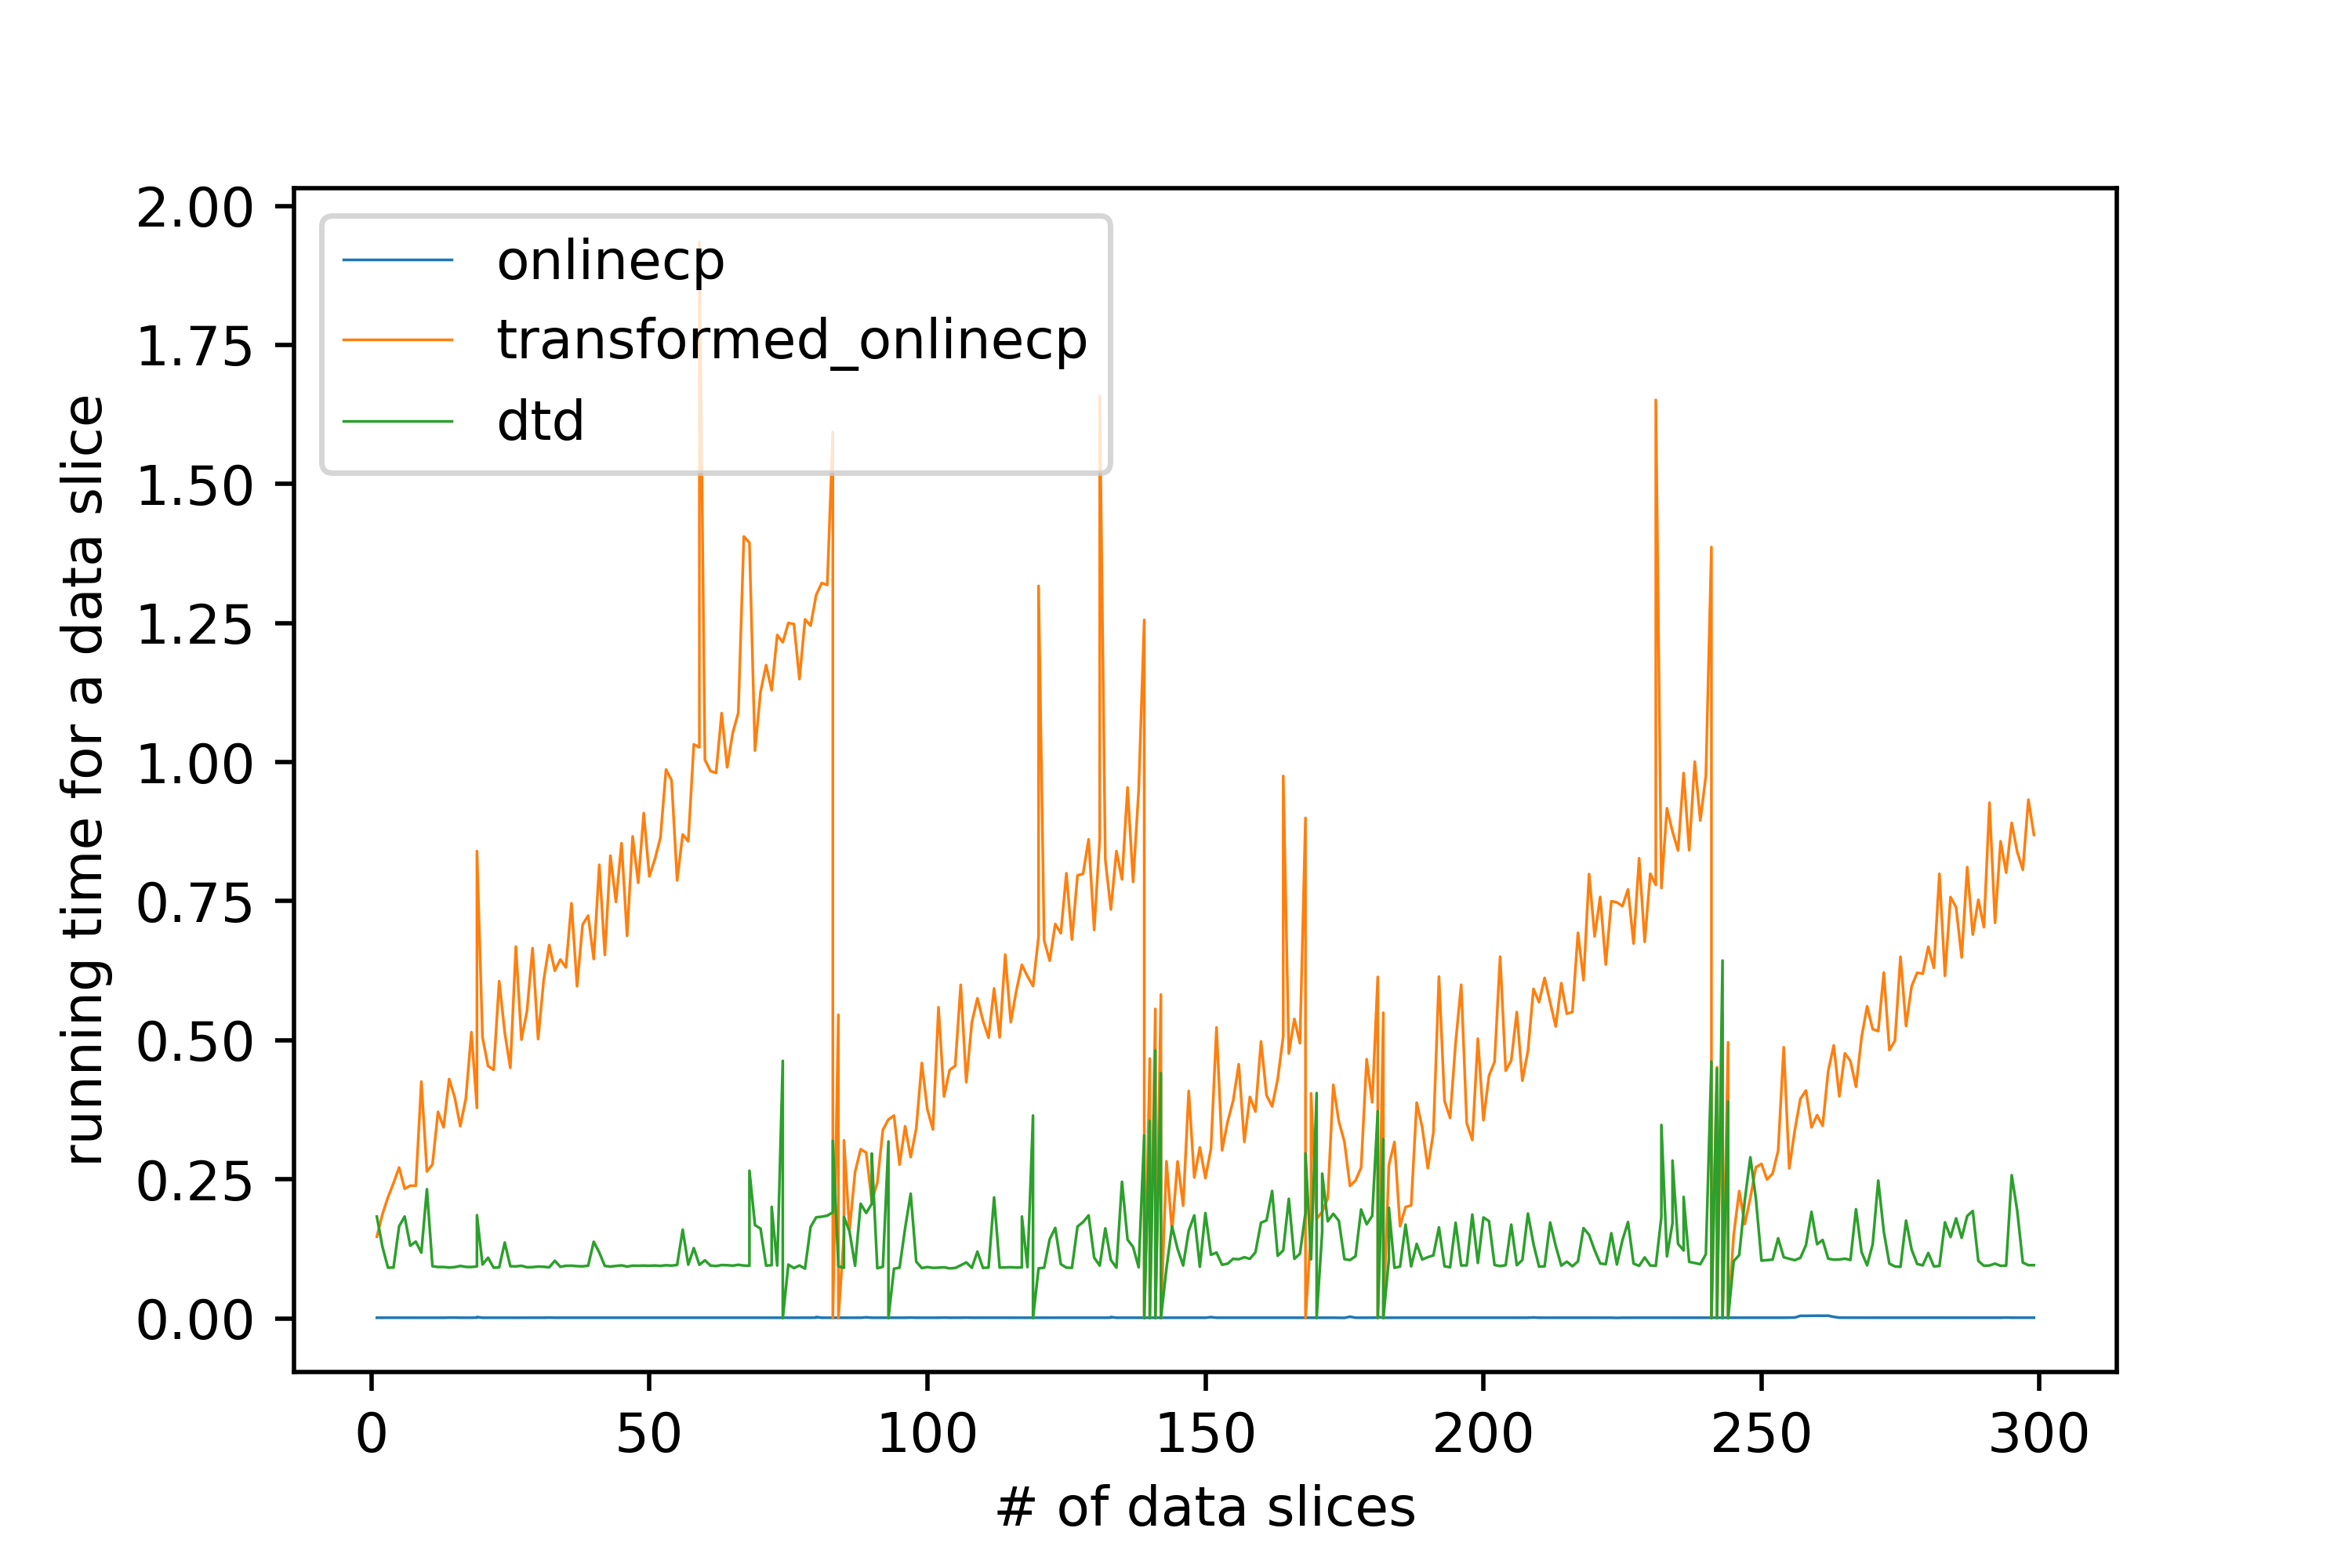 onlinecp
transformed_onlinecp
dtd
running time for a data slice
2.00
1.75
1.50
1.25
1.00
0.75
0.50
0.25
0.00
0 50 100 150 200 250 300
# of data slices